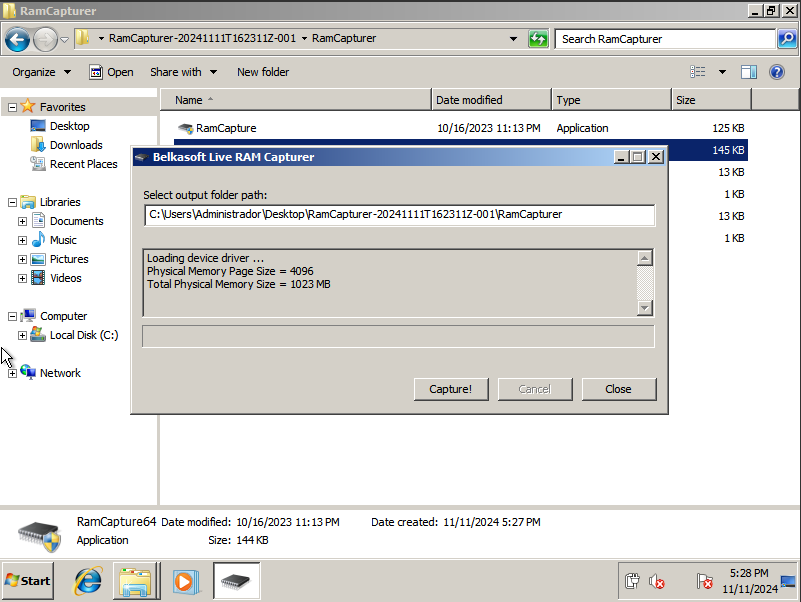 RamCapturer
RamCapturer-20241111T162311Z-001 RamCapturer
Search RamCapturer
Organize Open Share with New folder
Name Date modified Type Size
Favorites
Desktop
Downloads
Recent Places
Libraries
Documents
Music
Pictures
Videos
Computer
Local Disk (C:)
Network
RamCapture 10/16/2023 11:13 PM Application 125 KB
145 KB
13 KB
1 KB
13 KB
1 KB
Belkasoft Live RAM Capturer
Select output folder path:
C:\Users\Administrador\Desktop\RamCapturer-20241111T162311Z-001\RamCapturer
Loading device driver ...
Physical Memory Page Size = 4096
Total Physical Memory Size = 1023 MB
Capture! Cancel Close
RamCapture64 Date modified: 10/16/2023 11:13 PM Date created: 11/11/2024 5:27 PM
Application Size: 144 KB
Start
5:28 PM
11/11/2024